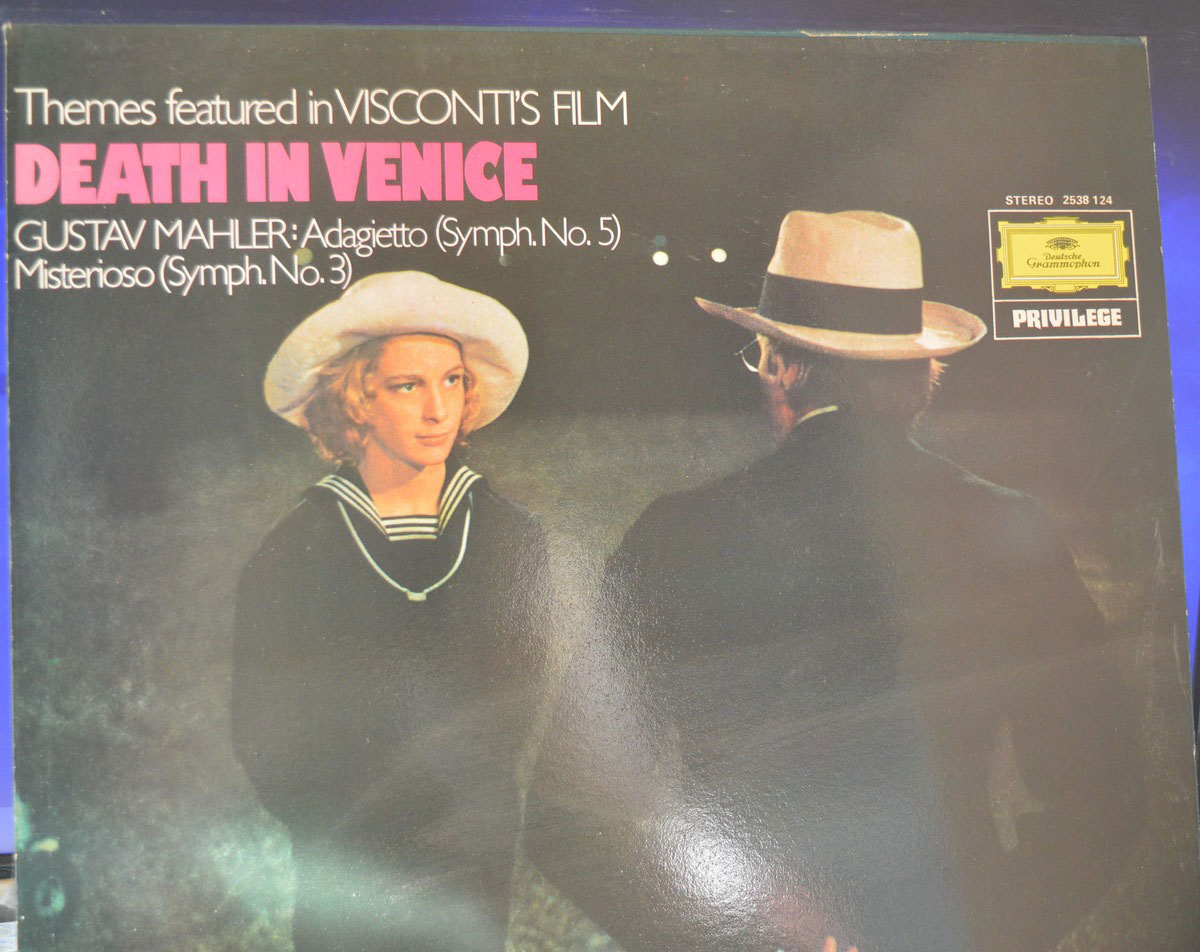 Themes featured in VISCONTI'S FILM
DEATH IN VENICE
GUSTAV MAHLER: Adagietto (Symph. No. 5)
Misterioso (Symph. No. 3)
STEREO 2538 124
Deutsche
Grammophon
PRIVILEGE